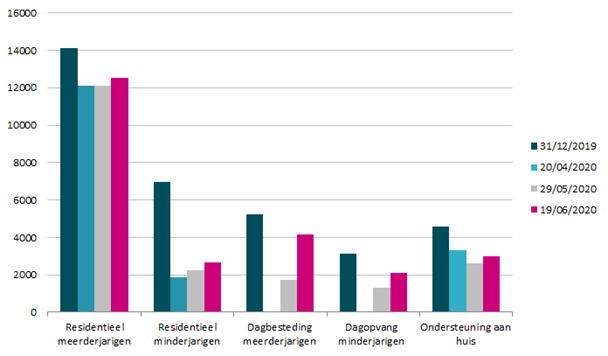 16000
14000
12000
10000
8000
6000
4000
2000
0
Residentieel
meerderjarigen
Residentieel
minderjarigen
Dagbesteding
meerderjarigen
Dagopvang
minderjarigen
Ondersteuning aan
huis
31/12/2019
20/04/2020
29/05/2020
19/06/2020